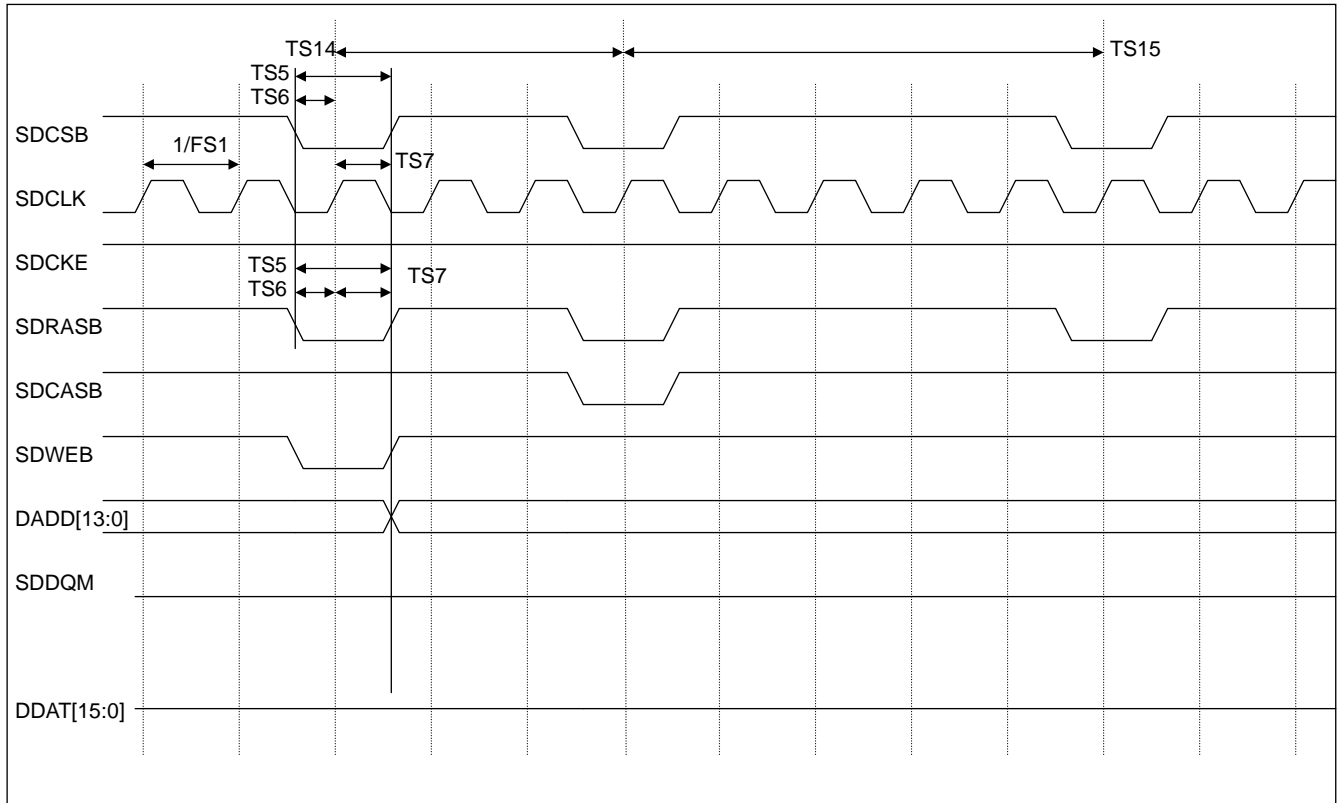 TS14
TS15
TS5
TS6
SDCSB
1/FS1
TS7
SDCLK
SDCKE
TS5
TS7
TS6
SDRASB
SDCASB
SDWEB
DADD[13:0]
SDDQM
DDAT[15:0]